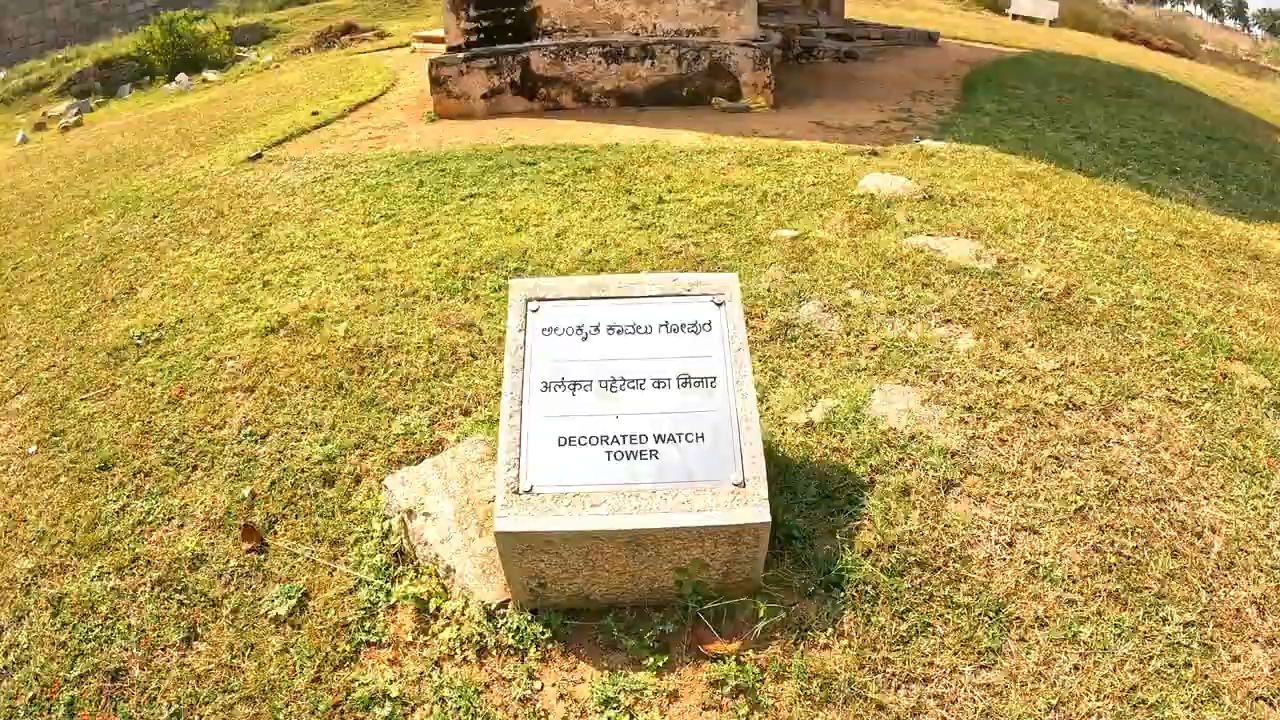 ಅಲಂಕೃತ ಕಾವಲು ಗೋಪುರ
अलंकृत पहेरेदार का मिनार
DECORATED WATCH
TOWER